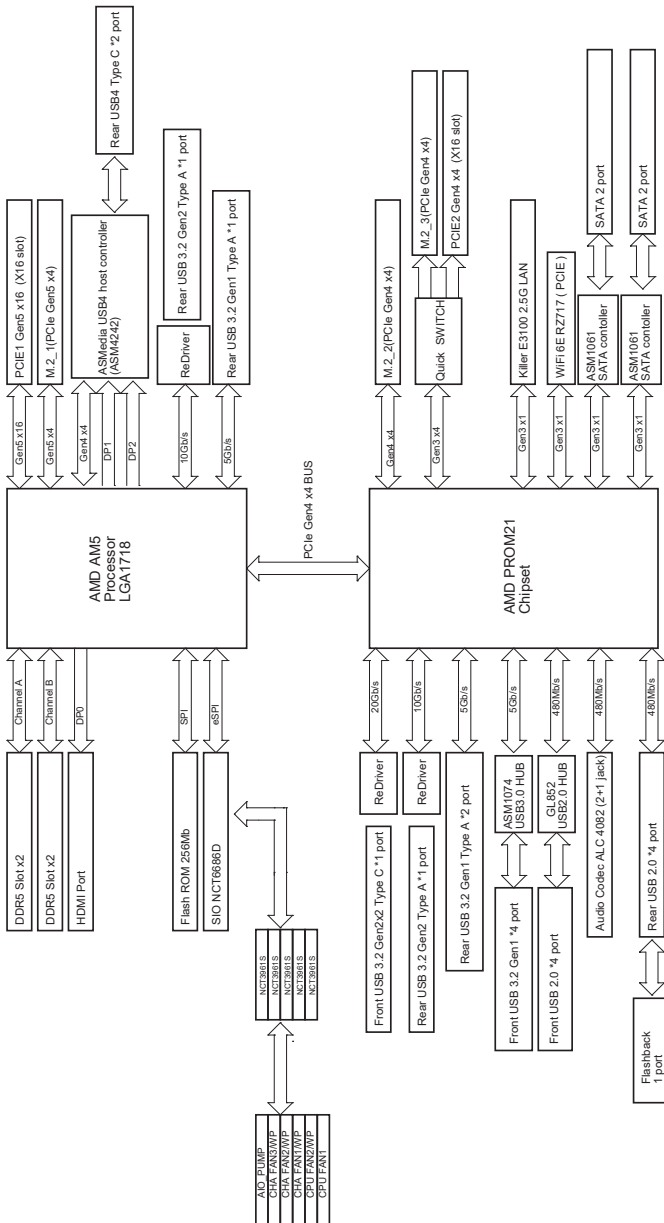 Rear USB4 Type C *2 port
PCIE1 Gen5 x16  (X16 slot)
M.2_1(PCIe Gen5 x4)
ASMedia USB4 host controller
(ASM4242)
Rear USB 3.2 Gen2 Type A *1 port
ReDriver
Rear USB 3.2 Gen1 Type A *1 port
Gen5 x16
Gen5 x4
Gen4 x4
DP1
DP2
10Gb/s
5Gb/s
AMD AM5
Processor
LGA1718
Channel A
Channel B
DP0
SPI
eSPI
DDR5 Slot x2
DDR5 Slot x2
HDMI Port
Flash ROM 256Mb
SIO NCT6686D
NCT3961S
NCT3961S
NCT3961S
NCT3961S
NCT3961S
AIO_PUMP
CHA FAN3/WP
CHA FAN2/WP
CHA FAN1/WP
CPU FAN2/WP
CPU FAN1
PCIe Gen4 x4 BUS
M.2_2(PCIe Gen4 x4)
M.2_3(PCIe Gen4 x4)
PCIE2 Gen4 x4  (X16 slot)
Quick SWITCH
Killer E3100 2.5G LAN
WiFi 6E RZ717 ( PCIE )
ASM1061
SATA contoller
SATA 2 port
ASM1061
SATA contoller
SATA 2 port
Gen4 x4
Gen3 x4
Gen3 x1
Gen3 x1
Gen3 x1
Gen3 x1
AMD PROM21
Chipset
20Gb/s
10Gb/s
5Gb/s
5Gb/s
480Mb/s
480Mb/s
480Mb/s
ReDriver
Front USB 3.2 Gen2x2 Type C *1 port
ReDriver
Rear USB 3.2 Gen2 Type A *1 port
Rear USB 3.2 Gen1 Type A *2 port
ASM1074
USB3.0 HUB
Front USB 3.2 Gen1 *4 port
GL852
USB2.0 HUB
Front USB 2.0 *4 port
Audio Codec ALC 4082 (2+1 jack)
Rear USB 2.0 *4 port
Flashback
1 port